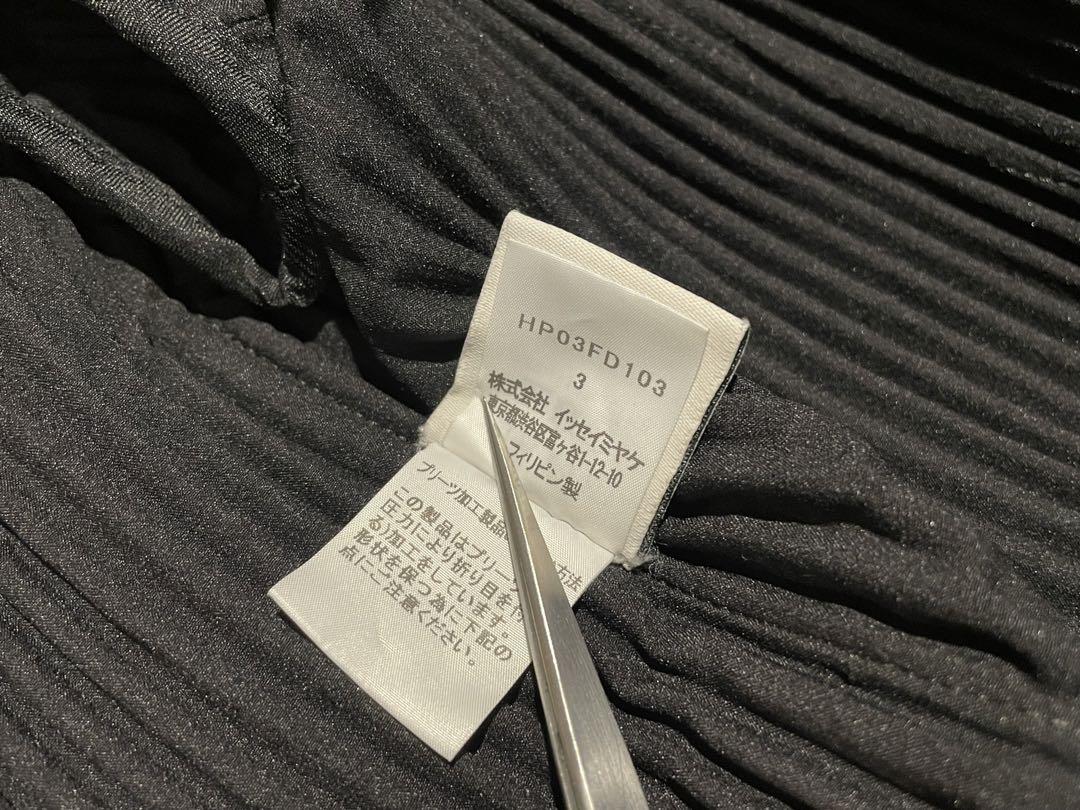 HP03FD103
3
株式会社 イッセイミヤケ
東京都渋谷区富ヶ谷1-12-10
フィリピン製
プリーツ加工製品 方法
この製品はプリー
圧力により折り目を付
る)加工をしています。
形状を保つ為に下記の
点にご注意ください。